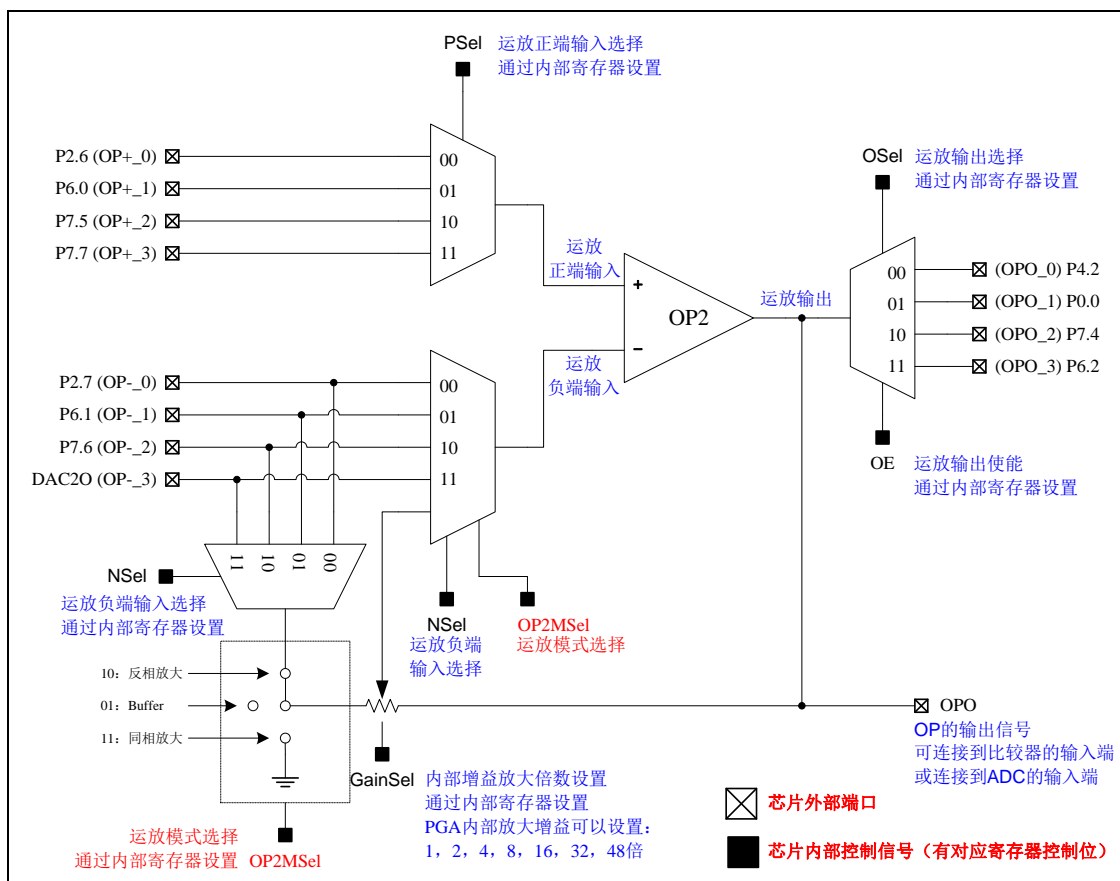 PSel
运放正端输入选择
通过内部寄存器设置
P2.6 (OP+_0)
P6.0 (OP+_1)
P7.5 (OP+_2)
P7.7 (OP+_3)
00
01
10
11
运放
正端输入
OSel
运放输出选择
通过内部寄存器设置
+
OP2
−
运放输出
00
01
10
11
(OPO_0) P4.2
(OPO_1) P0.0
(OPO_2) P7.4
(OPO_3) P6.2
运放
负端输入
OE
运放输出使能
通过内部寄存器设置
P2.7 (OP-_0)
P6.1 (OP-_1)
P7.6 (OP-_2)
DAC2O (OP-_3)
00
01
10
11
11
10
01
00
NSel
运放负端输入选择
通过内部寄存器设置
NSel
运放负端
输入选择
OP2MSel
运放模式选择
10：反相放大
01：Buffer
11：同相放大
OPO
OP的输出信号
可连接到比较器的输入端
或连接到ADC的输入端
GainSel
内部增益放大倍数设置
通过内部寄存器设置
PGA内部放大增益可以设置：
1，2，4，8，16，32，48倍
运放模式选择
通过内部寄存器设置 OP2MSel
芯片外部端口
芯片内部控制信号（有对应寄存器控制位）